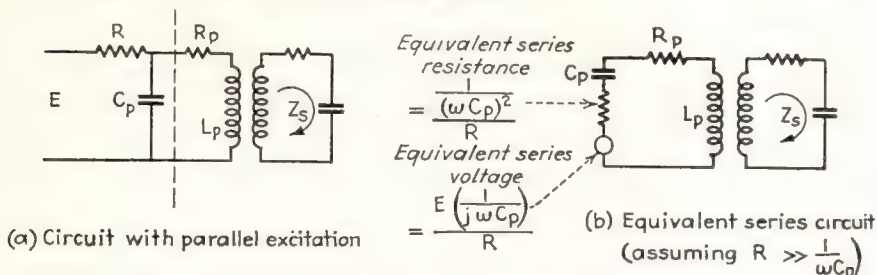 R
Rp
E
Cp
Lp
Zs
(a) Circuit with parallel excitation
Equivalent series
resistance
= 1/(ωCp)²/R
Equivalent series
voltage
= E(1/jωCp)/R
Cp
Rp
Lp
Zs
(b) Equivalent series circuit
(assuming R >> 1/ωCp)